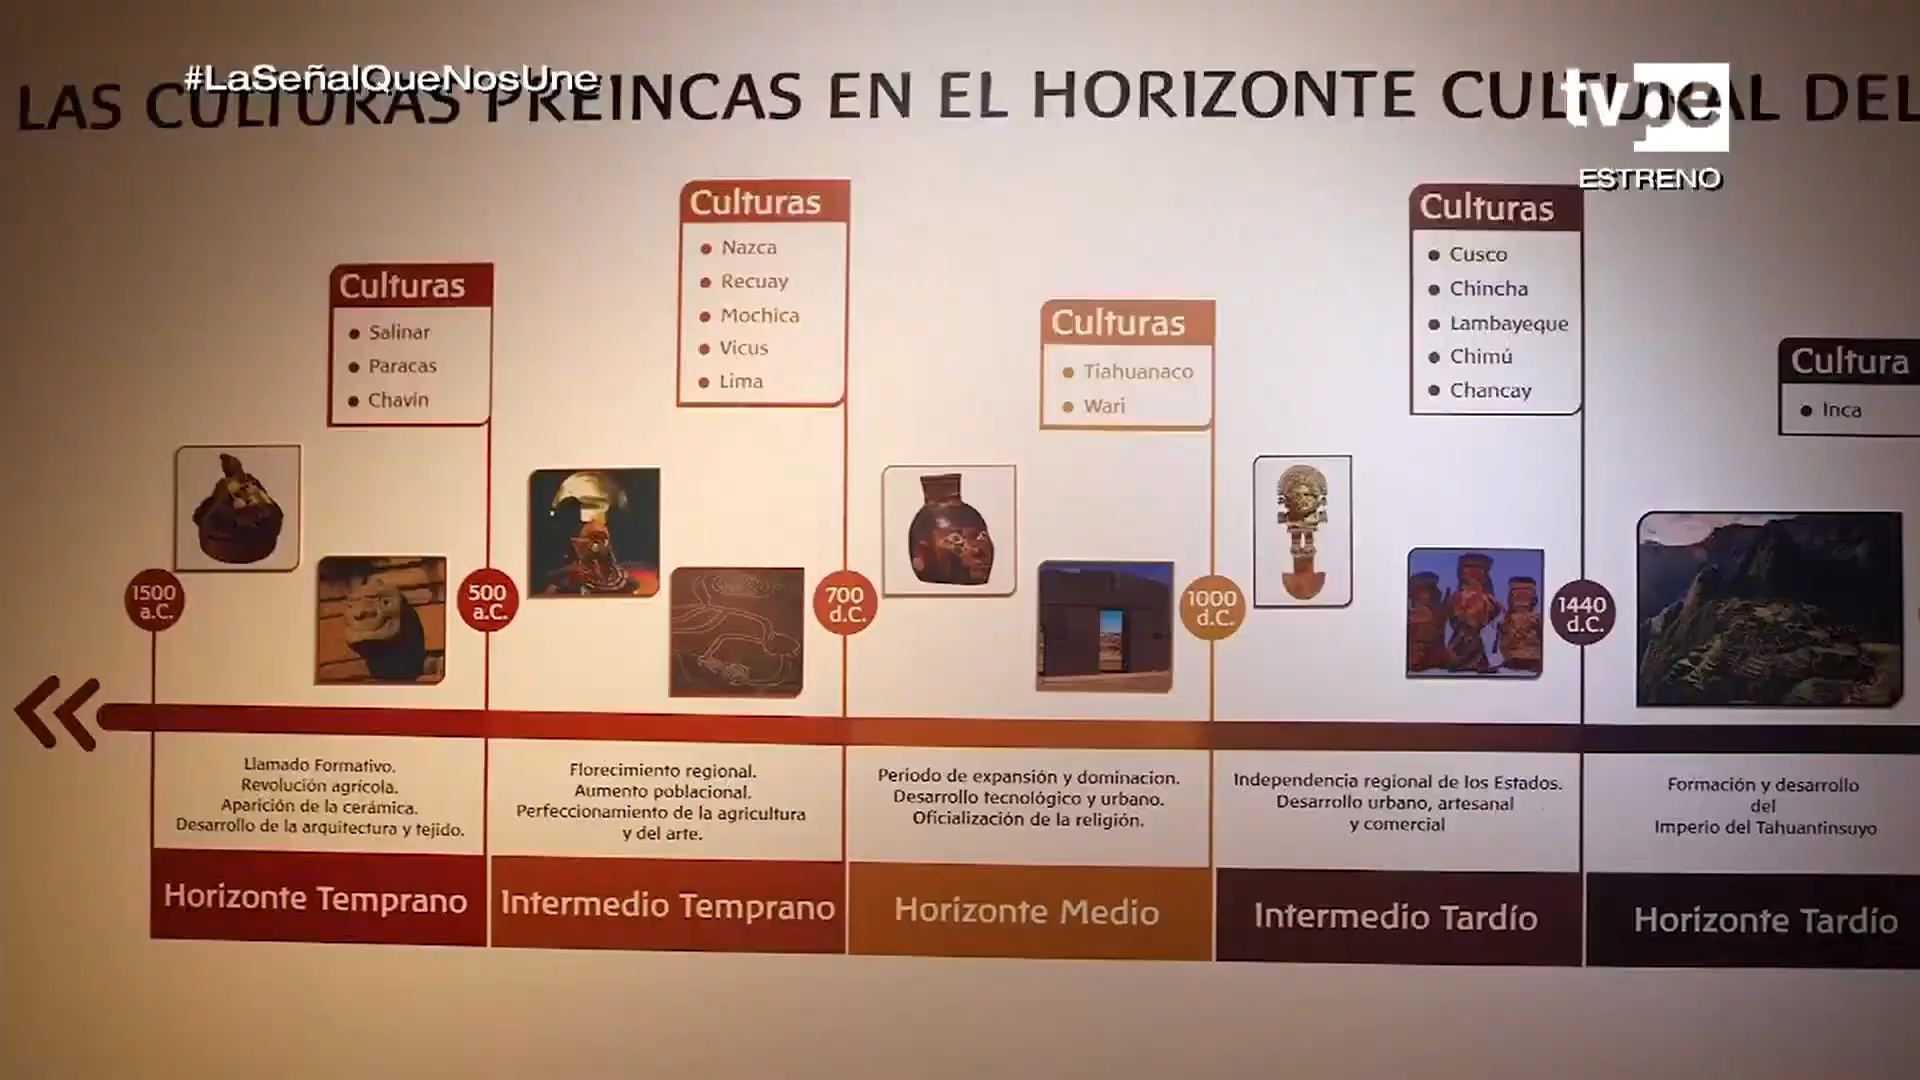 #LaSeñalQueNosUne
LAS CULTURAS PREINCAS EN EL HORIZONTE CULTURAL DEL
tvpe
ESTRENO
Culturas
Salinar
Paracas
Chavín
Culturas
Nazca
Recuay
Mochica
Vicus
Lima
Culturas
Tiahuanaco
Wari
Culturas
Cusco
Chincha
Lambayeque
Chimú
Chancay
Cultura
Inca
1500
a.C.
500
a.C.
700
d.C.
1000
d.C.
1440
d.C.
Llamado Formativo.
Revolución agrícola.
Aparición de la cerámica.
Desarrollo de la arquitectura y tejido.
Florecimiento regional.
Aumento poblacional.
Perfeccionamiento de la agricultura
y del arte.
Periodo de expansión y dominacion.
Desarrollo tecnológico y urbano.
Oficialización de la religión.
Independencia regional de los Estados.
Desarrollo urbano, artesanal
y comercial
Formación y desarrollo
del
Imperio del Tahuantinsuyo
Horizonte Temprano
Intermedio Temprano
Horizonte Medio
Intermedio Tardío
Horizonte Tardío